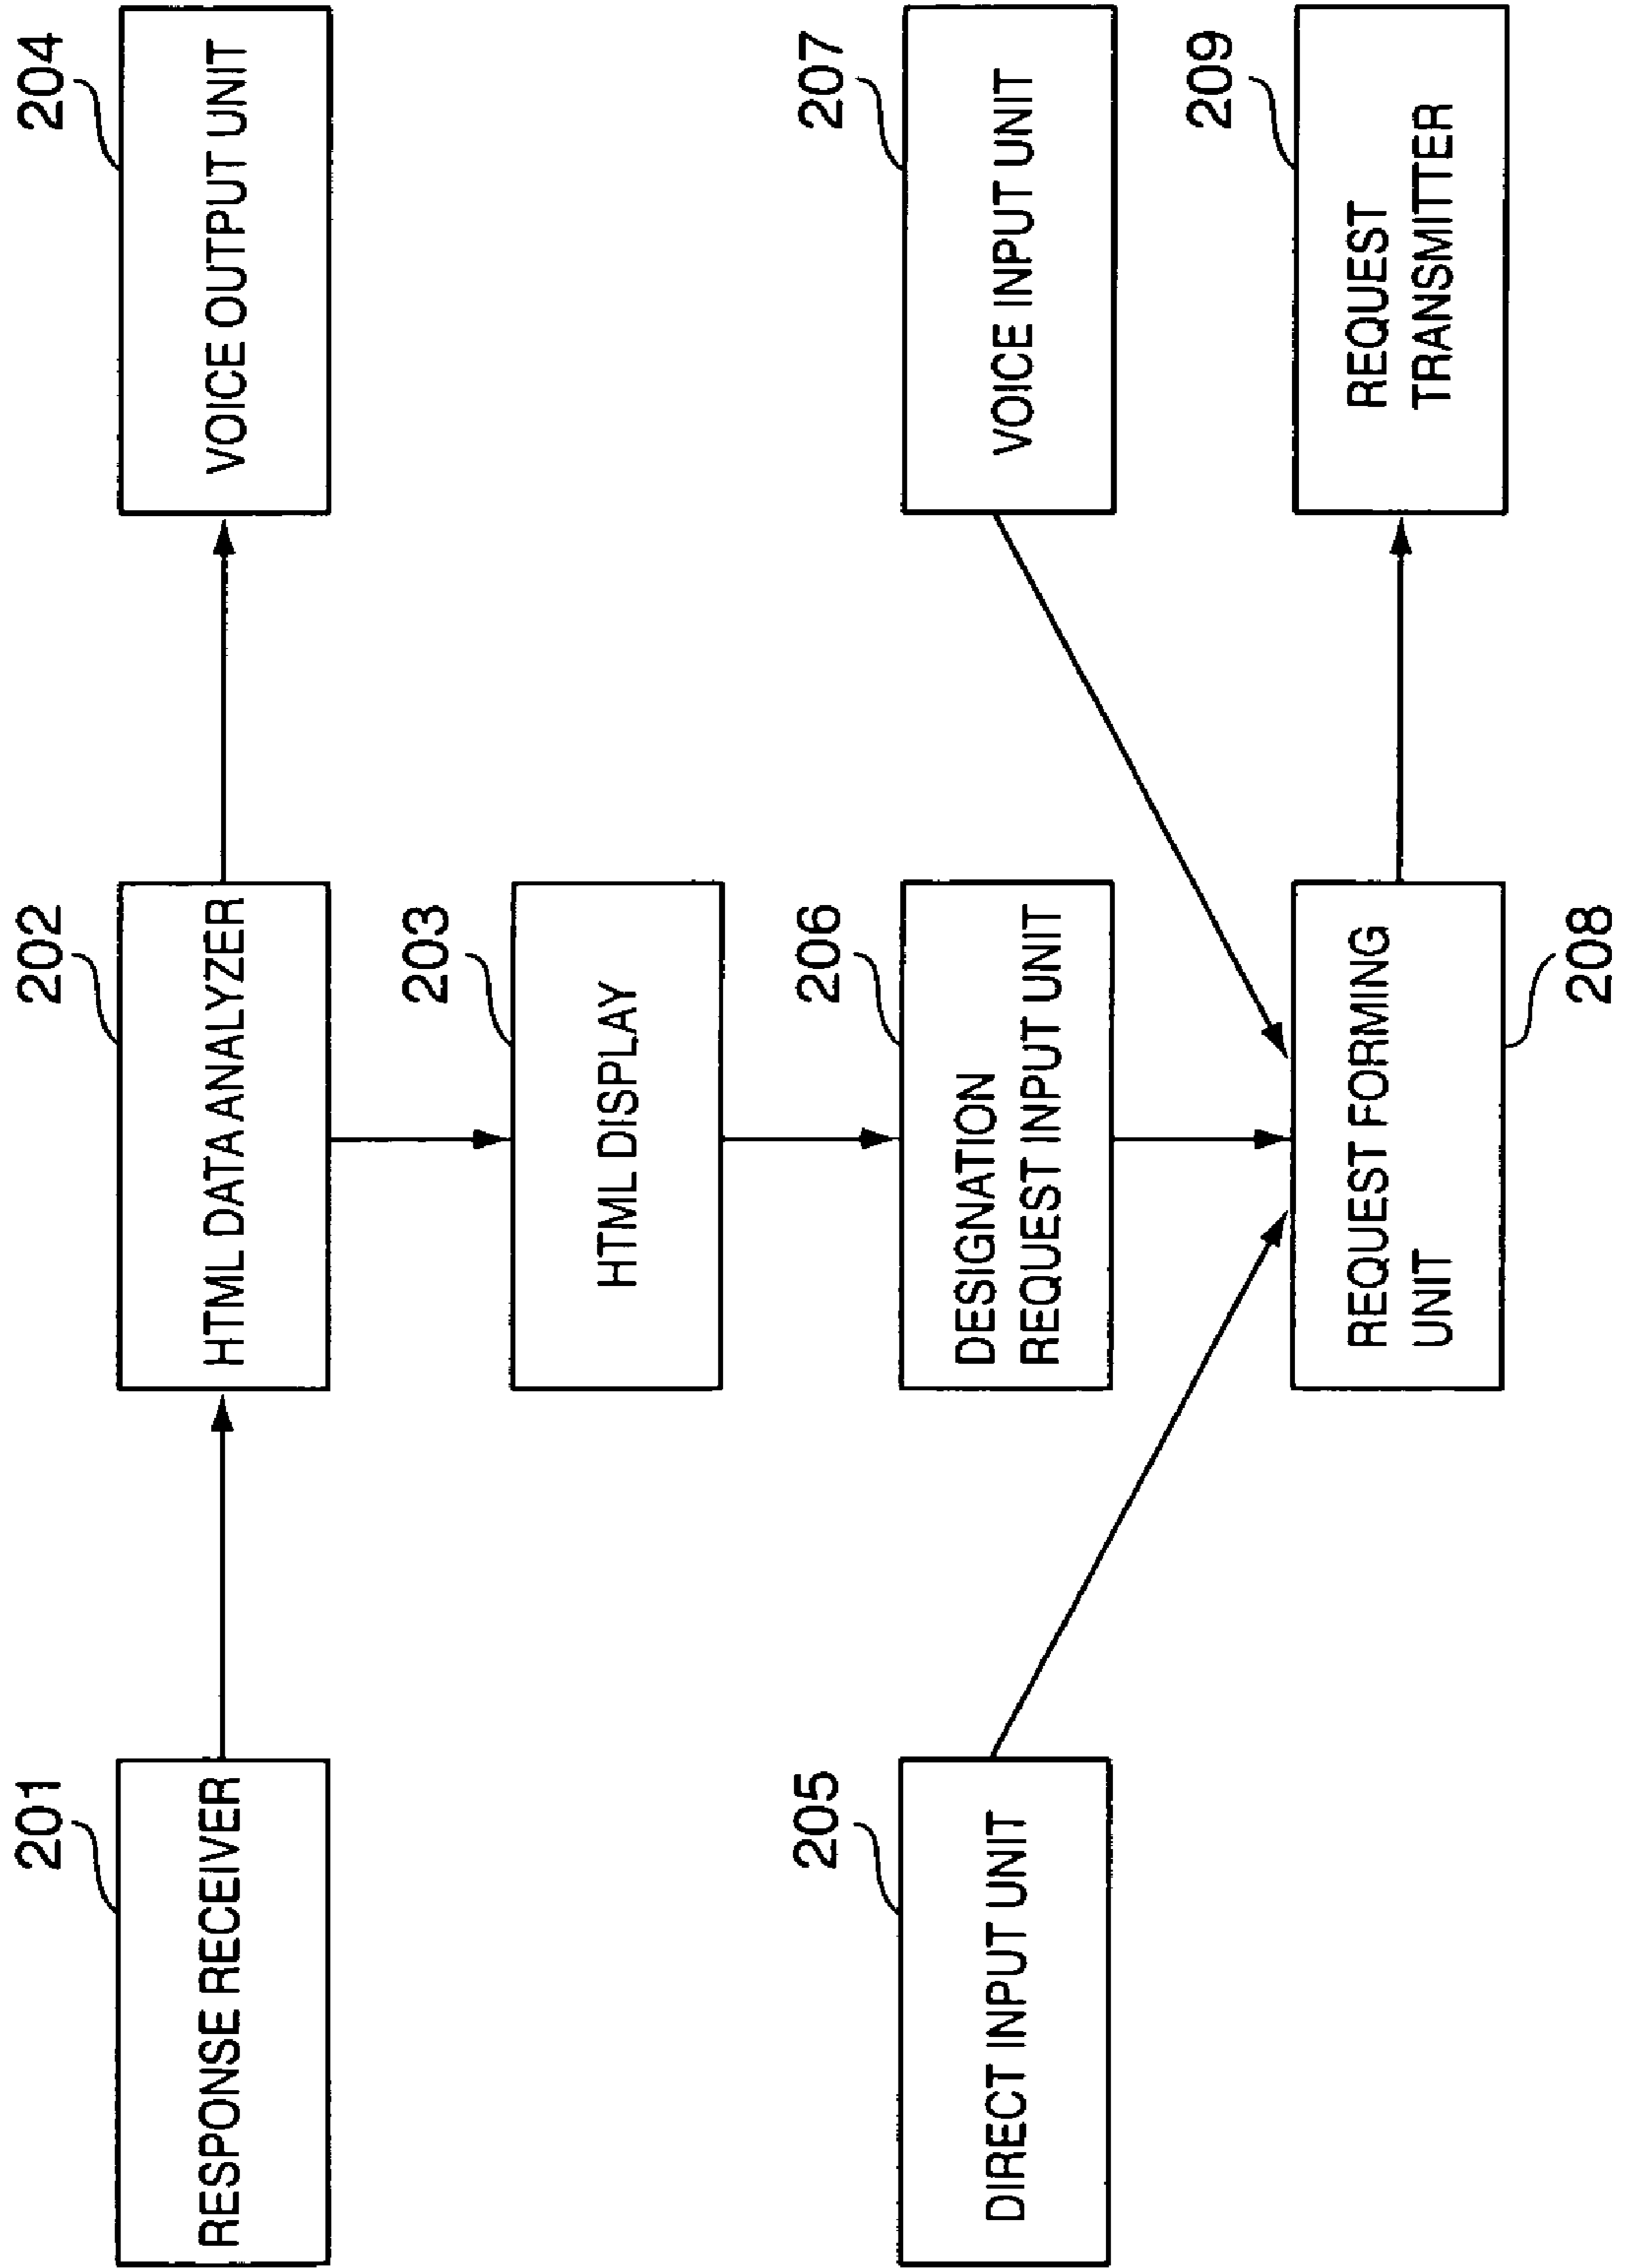 201
RESPONSE RECEIVER
202
HTML DATA ANALYZER
204
VOICE OUTPUT UNIT
203
HTML DISPLAY
205
DIRECT INPUT UNIT
206
DESIGNATION
REQUEST INPUT UNIT
207
VOICE INPUT UNIT
REQUEST FORMING
UNIT
208
209
REQUEST
TRANSMITTER